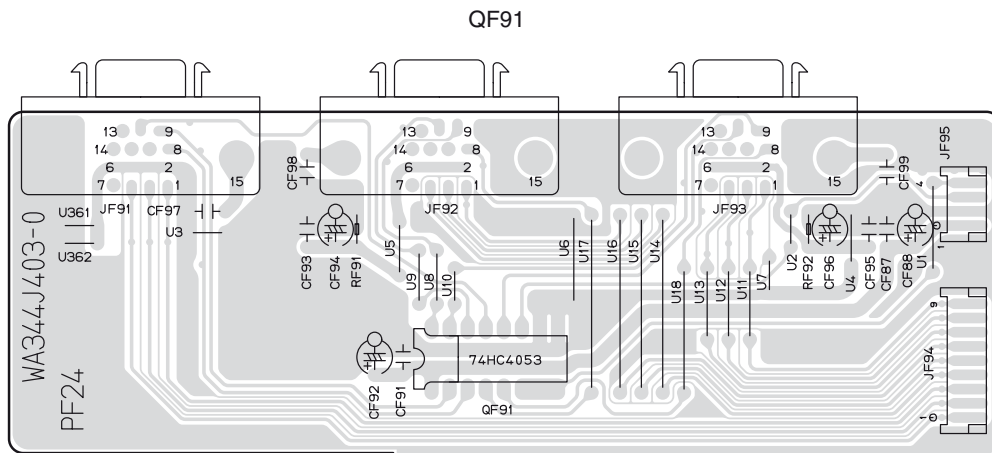 QF91
13 9
14 8
6 2
7 1
15
JF91
13 9
14 8
6 2
7 1
15
JF92
13 9
14 8
6 2
7 1
15
JF93
JF95
4
1
CF98
CF99
CF97
U3
U361
U362
WA344J403-0
PF24
CF93
CF94
RF91
U5
U9
U8
U10
U6
U17
U16
U15
U14
U18
U13
U12
U11
U7
U2
RF92
CF96
U4
CF95
CF87
CF88
U1
9
JF94
1
74HC4053
CF92
CF91
QF91